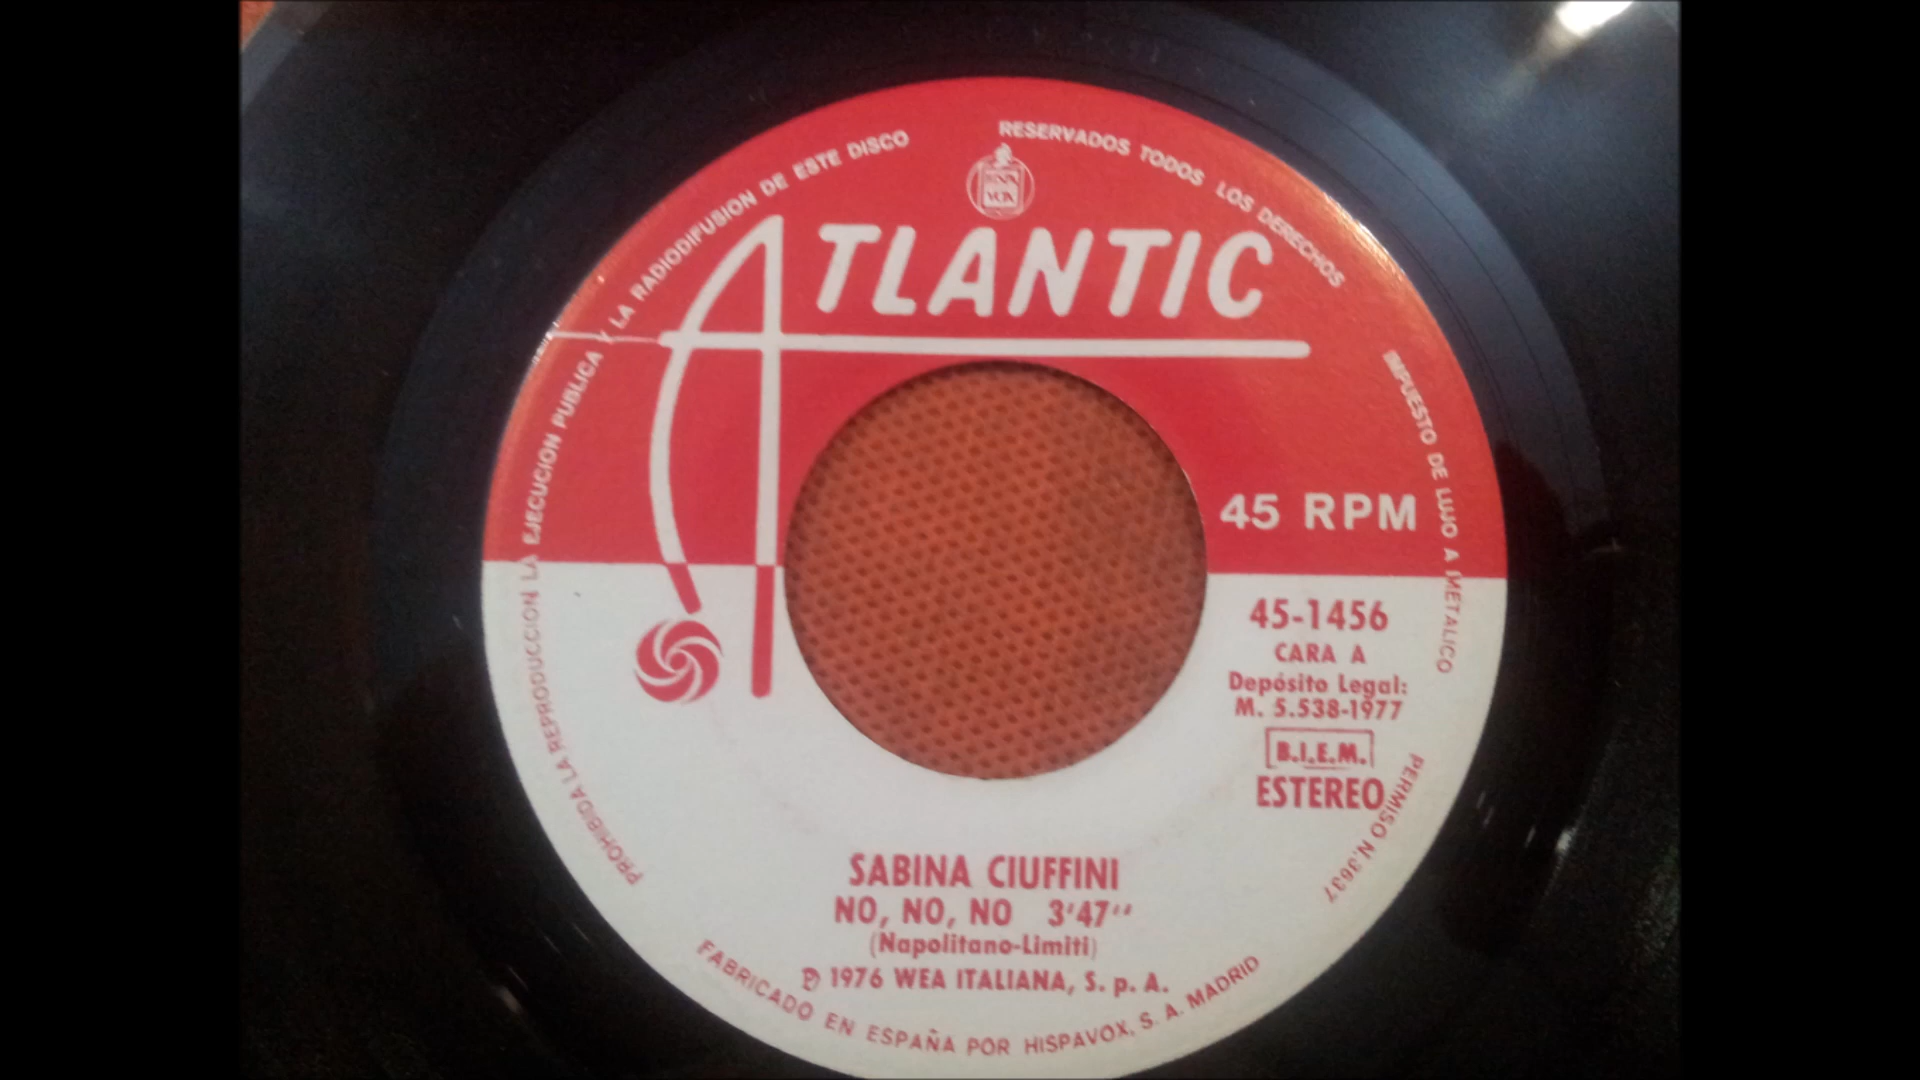 PROHIBIDA LA REPRODUCCION LA EJECUCION PUBLICA Y LA RADIODIFUSION DE ESTE DISCO
RESERVADOS TODOS LOS DERECHOS
IMPUESTO DE LUJO A METALICO
PERMISO N.3637
ATLANTIC
45 RPM
45-1456
CARA A
Depósito Legal:
M. 5.538-1977
B.I.E.M.
ESTEREO
SABINA CIUFFINI
NO, NO, NO 3'47''
(Napolitano-Limiti)
℗ 1976 WEA ITALIANA, S. p. A.
FABRICADO EN ESPAÑA POR HISPAVOX, S. A. MADRID